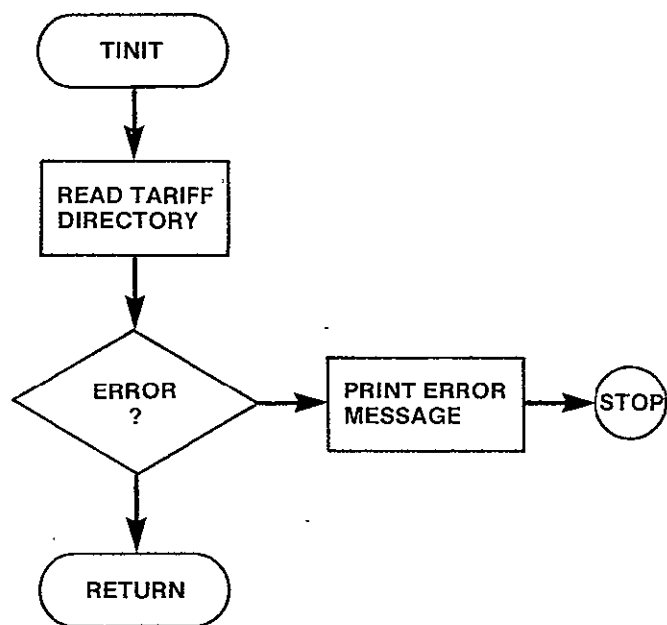 TINIT
READ TARIFF
DIRECTORY
ERROR
?
PRINT ERROR
MESSAGE
STOP
RETURN